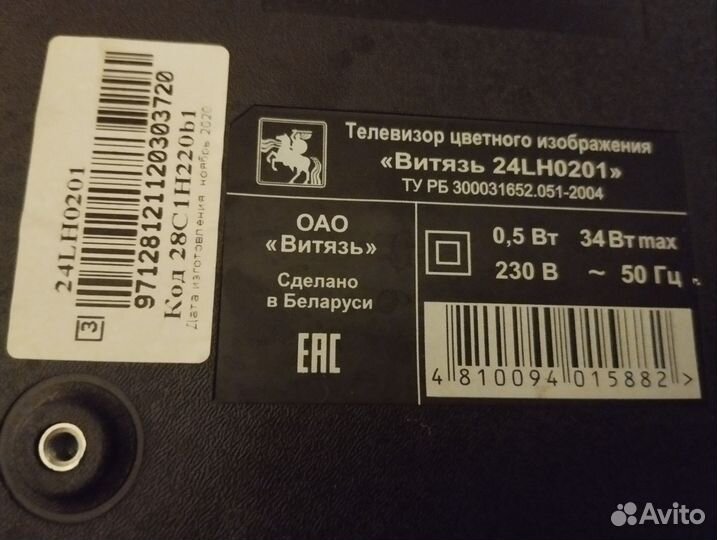 24LH0201
97128121120303720
Код 28C1H220b1
Дата изготовления ноябрь 2020
3
Телевизор цветного изображения
«Витязь 24LH0201»
ТУ РБ 300031652.051-2004
ОАО
«Витязь»
Сделано
в Беларуси
EAC
0,5 Вт 34 Вт max
230 В ~ 50 Гц
4 810094 015882 >
Avito